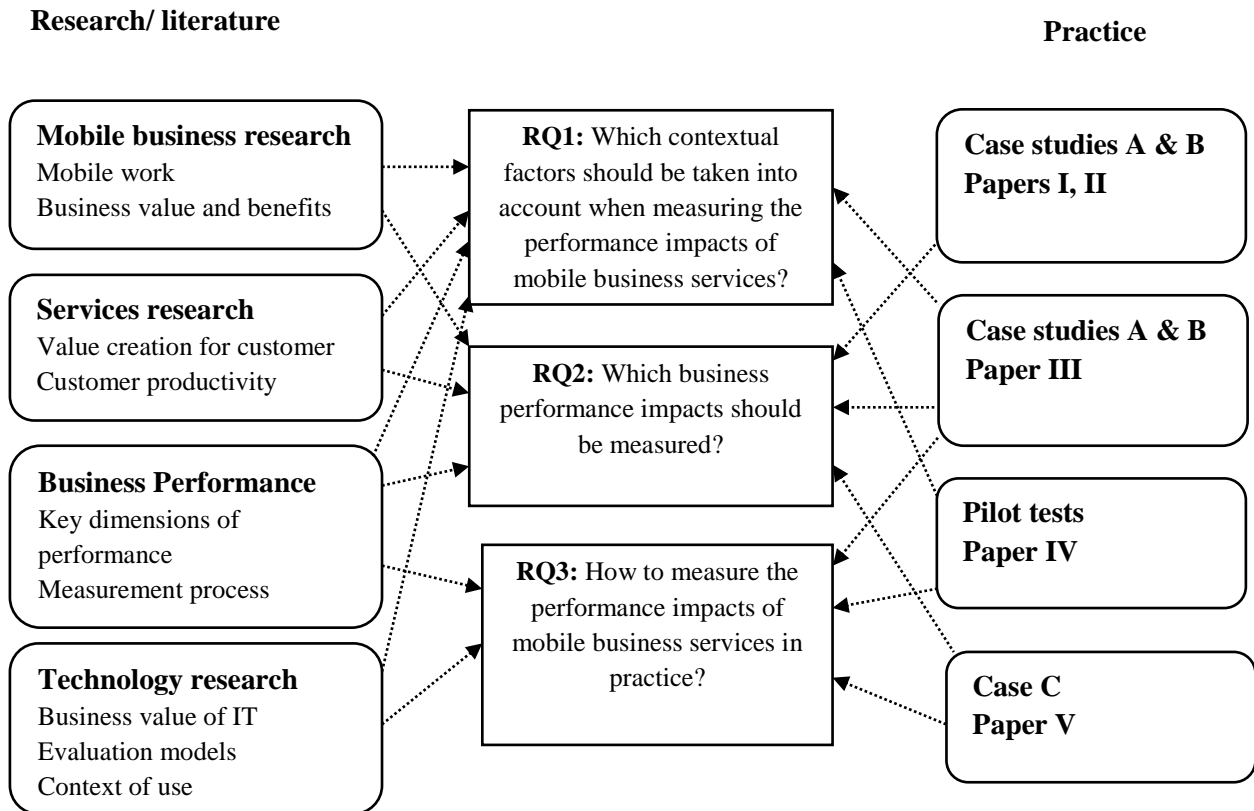 Research/ literature
Practice
Mobile business research
Mobile work
Business value and benefits
Services research
Value creation for customer
Customer productivity
Business Performance
Key dimensions of
performance
Measurement process
Technology research
Business value of IT
Evaluation models
Context of use
RQ1: Which contextual
factors should be taken into
account when measuring the
performance impacts of
mobile business services?
RQ2: Which business
performance impacts should
be measured?
RQ3: How to measure the
performance impacts of
mobile business services in
practice?
Case studies A & B
Papers I, II
Case studies A & B
Paper III
Pilot tests
Paper IV
Case C
Paper V